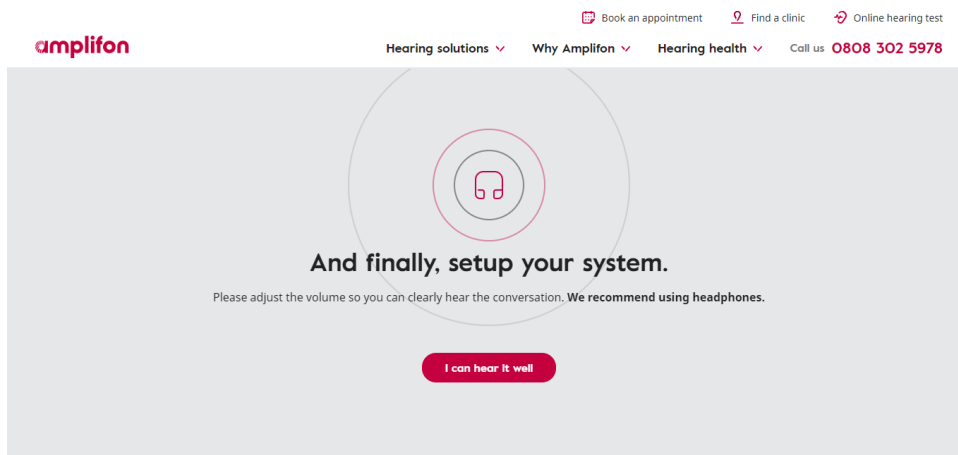 Book an appointment Find a clinic Online hearing test
amplifon Hearing solutions Why Amplifon Hearing health Call us 0808 302 5978
And finally, setup your system.
Please adjust the volume so you can clearly hear the conversation. We recommend using headphones.
I can hear it well